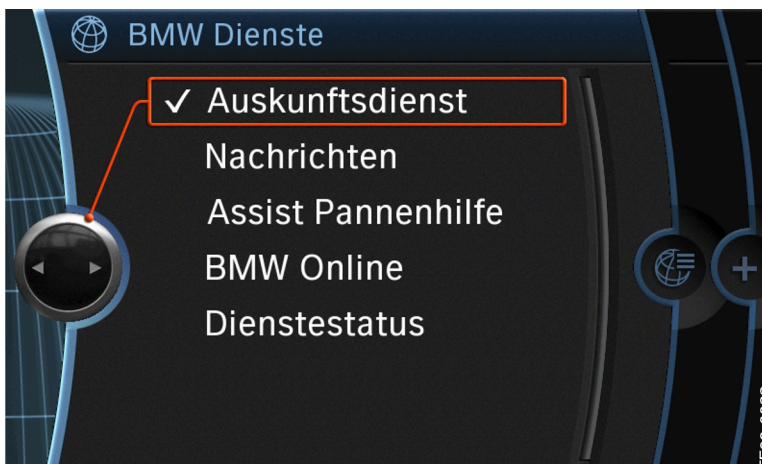 BMW Dienste
✓ Auskunftsdienst
Nachrichten
Assist Pannenhilfe
BMW Online
Dienstestatus